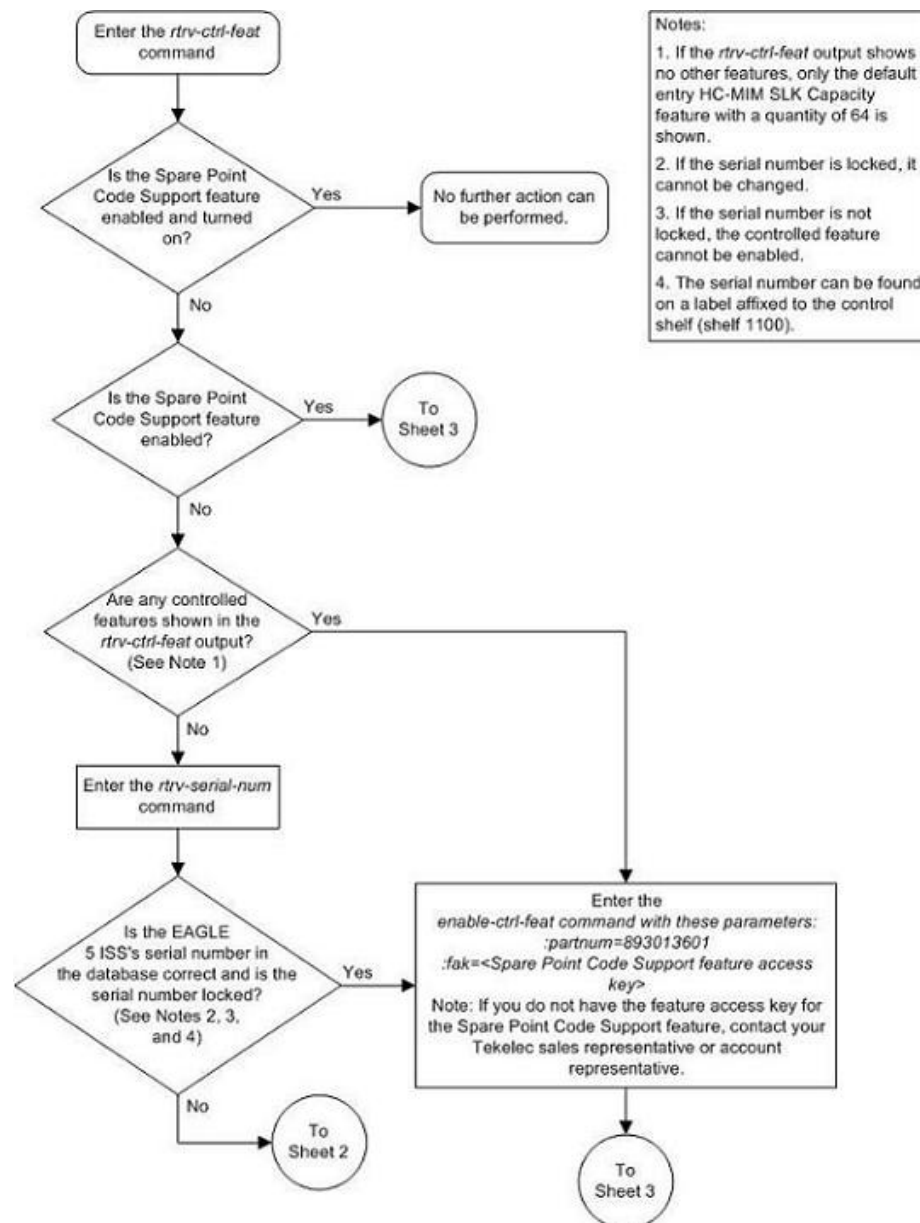 Enter the rtrv-ctrl-feat
command
Is the Spare Point
Code Support feature
enabled and turned
on?
Yes
No further action can
be performed.
No
Notes:
1. If the rtrv-ctrl-feat output shows
no other features, only the default
entry HC-MIM SLK Capacity
feature with a quantity of 64 is
shown.
2. If the serial number is locked, it
cannot be changed.
3. If the serial number is not
locked, the controlled feature
cannot be enabled.
4. The serial number can be found
on a label affixed to the control
shelf (shelf 1100).
Is the Spare Point
Code Support feature
enabled?
Yes
To
Sheet 3
No
Are any controlled
features shown in the
rtrv-ctrl-feat output?
(See Note 1)
Yes
No
Enter the rtrv-serial-num
command
Is the EAGLE
5 ISS's serial number in
the database correct and is the
serial number locked?
(See Notes 2, 3,
and 4)
Yes
No
To
Sheet 2
Enter the
enable-ctrl-feat command with these parameters:
:partnum=893013601
:fak=<Spare Point Code Support feature access
key>
Note: If you do not have the feature access key for
the Spare Point Code Support feature, contact your
Tekelec sales representative or account
representative.
To
Sheet 3